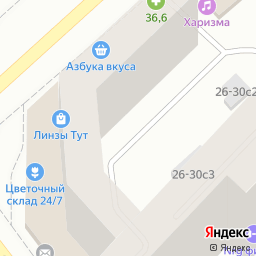 36,6
Харизма
Азбука вкуса
26-30с2
Линзы Тут
26-30с3
Цветочный
склад 24/7
Яндекс